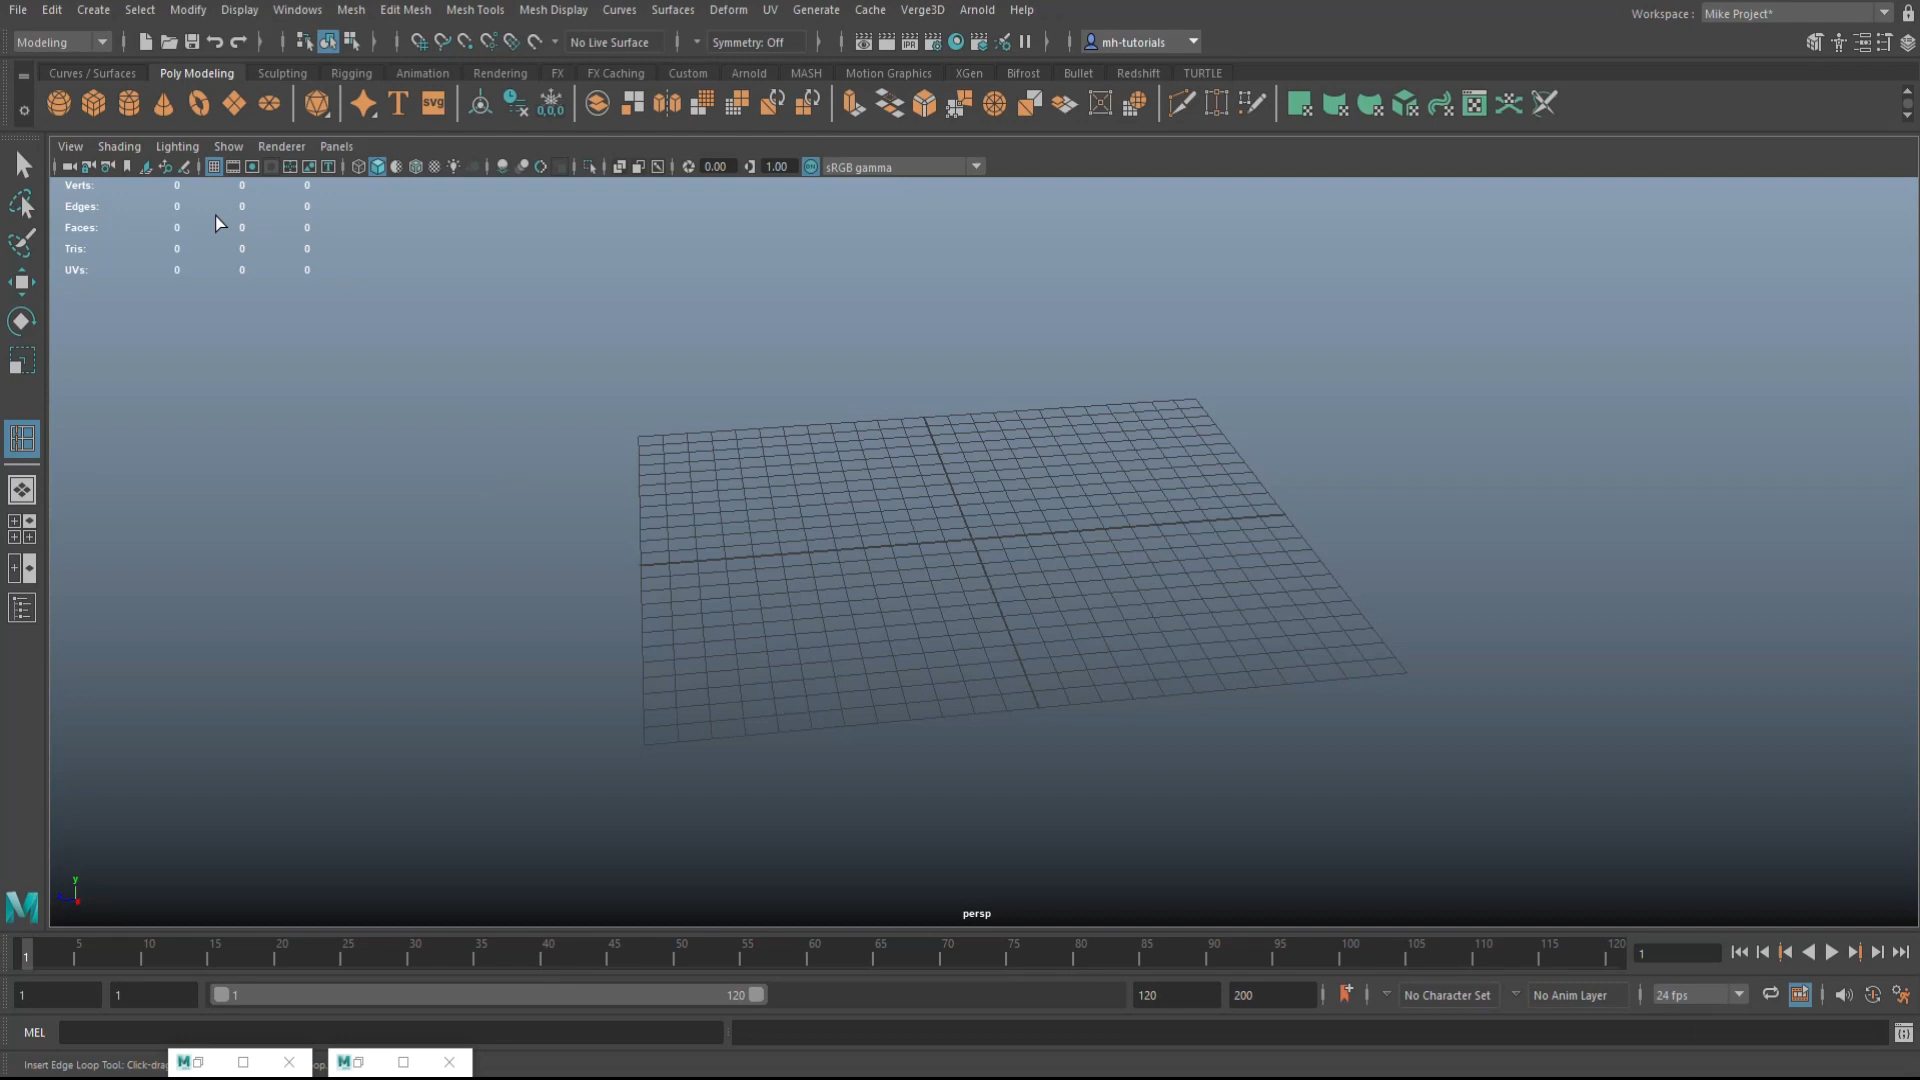 File Edit Create Select Modify Display Windows Mesh Edit Mesh Mesh Tools Mesh Display Curves Surfaces Deform UV Generate Cache Verge3D Arnold Help
Workspace : Mike Project*
Modeling No Live Surface Symmetry: Off IPR mh-tutorials
Curves / Surfaces Poly Modeling Sculpting Rigging Animation Rendering FX FX Caching Custom Arnold MASH Motion Graphics XGen Bifrost Bullet Redshift TURTLE
T SVG 0,0,0
View Shading Lighting Show Renderer Panels
0.00 1.00 sRGB gamma
Verts: 0 0 0
Edges: 0 0 0
Faces: 0 0 0
Tris: 0 0 0
UVs: 0 0 0
y
persp
M
5 10 15 20 25 30 35 40 45 50 55 60 65 70 75 80 85 90 95 100 105 110 115 120
1 1
1 1 1 120 120 200 No Character Set No Anim Layer 24 fps
MEL
Insert Edge Loop Tool: Click-drag M M